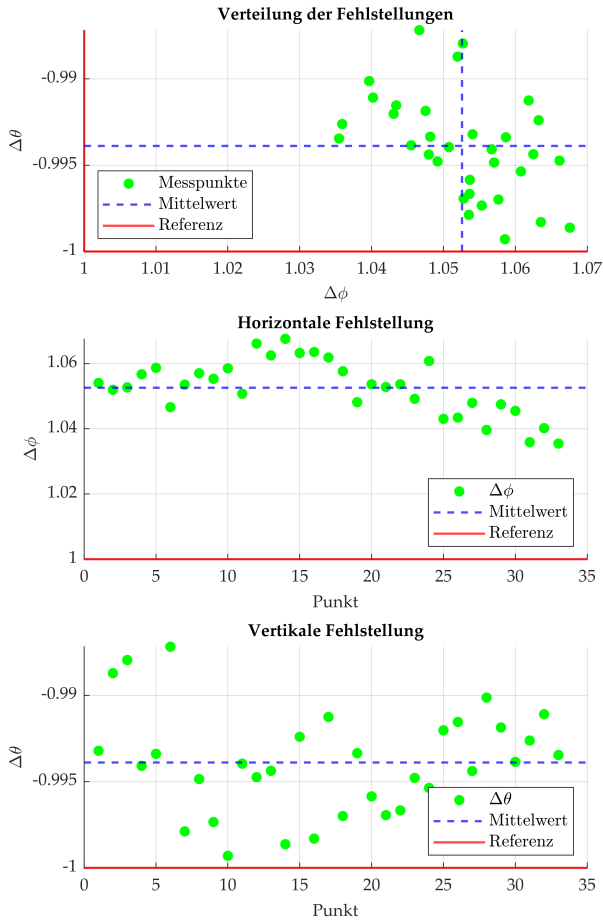 Verteilung der Fehlstellungen
-0.99
-0.995
-1
Δθ
Messpunkte
Mittelwert
Referenz
1 1.01 1.02 1.03 1.04 1.05 1.06 1.07
Δϕ
Horizontale Fehlstellung
1.06
1.04
1.02
1
Δϕ
Δϕ
Mittelwert
Referenz
0 5 10 15 20 25 30 35
Punkt
Vertikale Fehlstellung
-0.99
-0.995
-1
Δθ
Δθ
Mittelwert
Referenz
0 5 10 15 20 25 30 35
Punkt